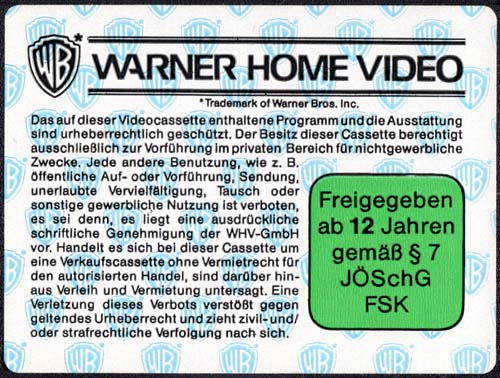 WB WARNER HOME VIDEO
*Trademark of Warner Bros. Inc.
Das auf dieser Videocassette enthaltene Programm und die Ausstattung
sind urheberrechtlich geschützt. Der Besitz dieser Cassette berechtigt
ausschließlich zur Vorführung im privaten Bereich für nichtgewerbliche
Zwecke. Jede andere Benutzung, wie z. B.
öffentliche Auf- oder Vorführung, Sendung,
unerlaubte Vervielfältigung, Tausch oder
sonstige gewerbliche Nutzung ist verboten,
es sei denn, es liegt eine ausdrückliche
schriftliche Genehmigung der WHV-GmbH
vor. Handelt es sich bei dieser Cassette um
eine Verkaufscassette ohne Vermietrecht für
den autorisierten Handel, sind darüber hin-
aus Verleih und Vermietung untersagt. Eine
Verletzung dieses Verbots verstößt gegen
geltendes Urheberrecht und zieht zivil- und/
oder strafrechtliche Verfolgung nach sich.
Freigegeben
ab 12 Jahren
gemäß § 7
JÖSchG
FSK